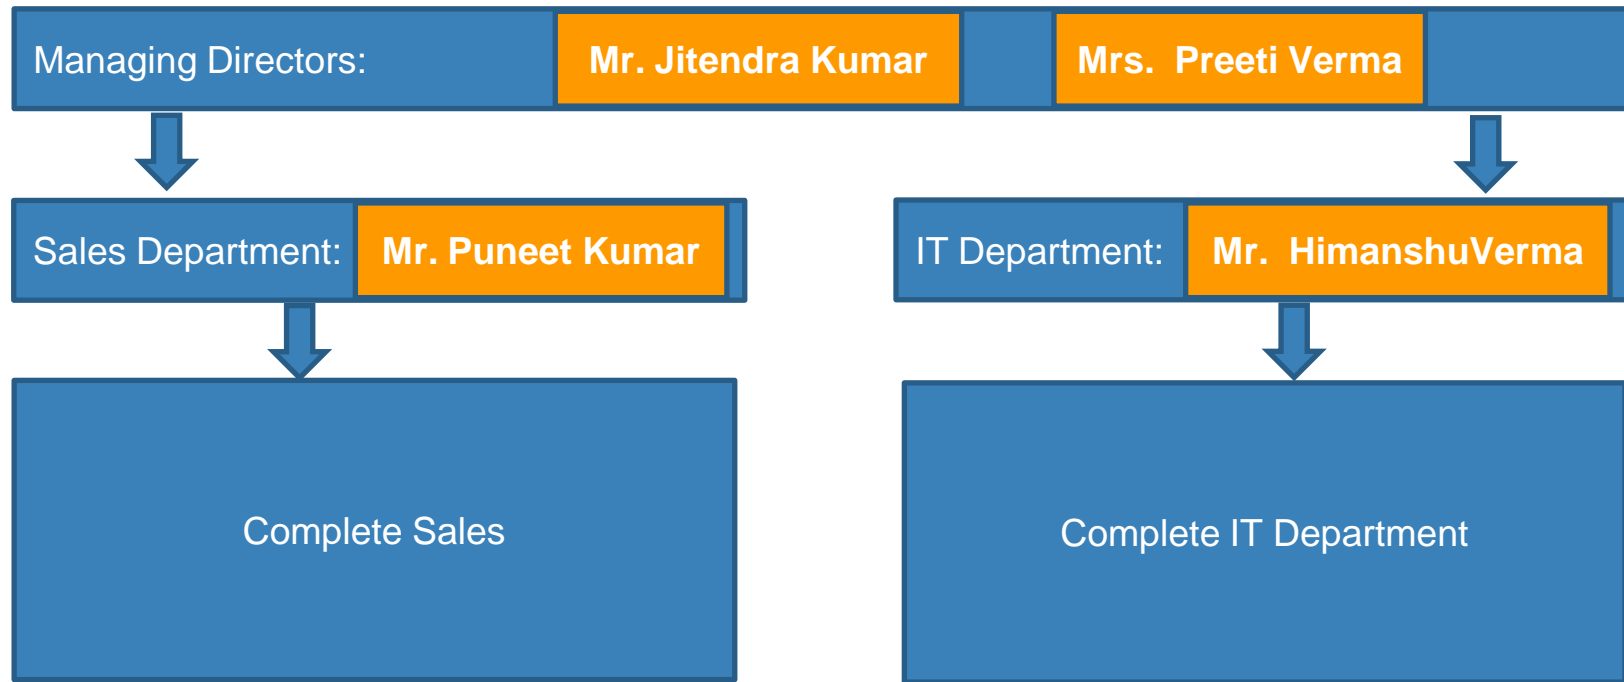 Managing Directors: Mr. Jitendra Kumar Mrs. Preeti Verma
Sales Department: Mr. Puneet Kumar IT Department: Mr. HimanshuVerma
Complete Sales
Complete IT Department